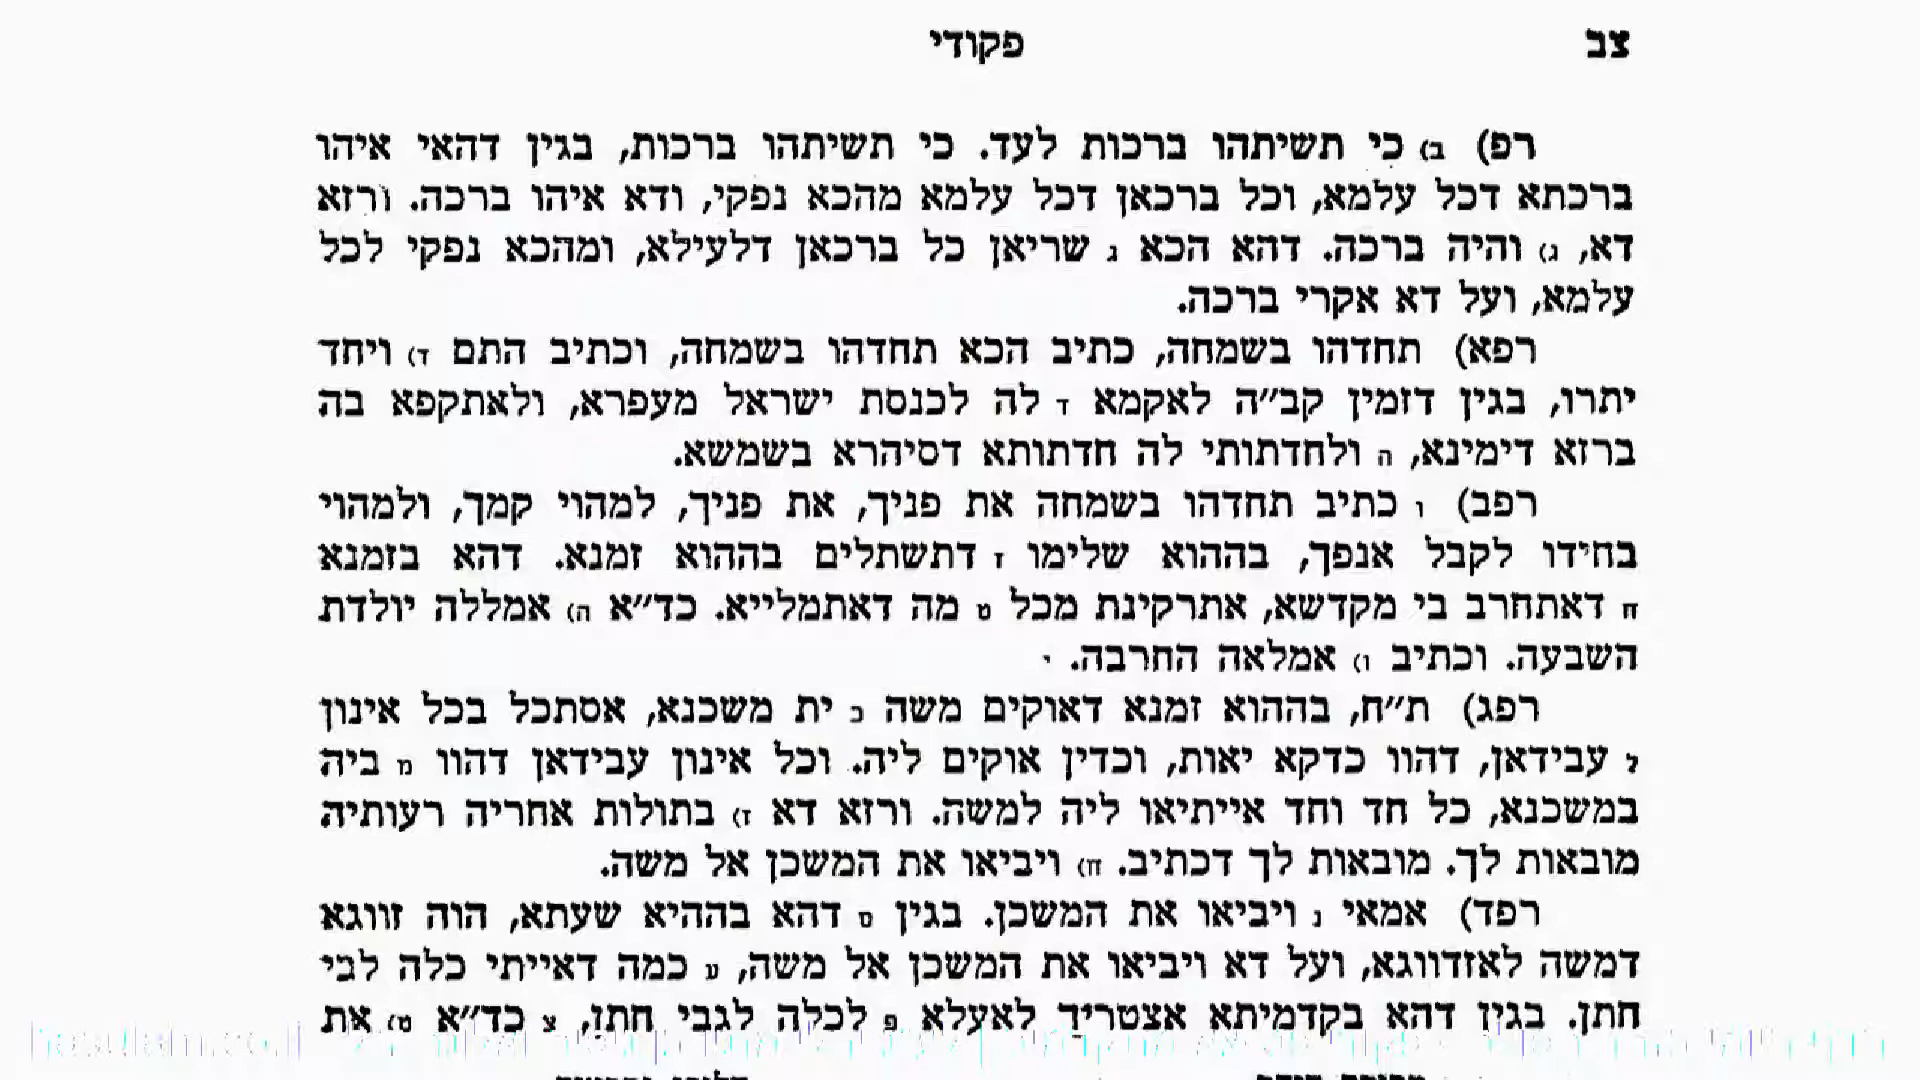 צב פקודי
רפ) ב) כי תשיתהו ברכות לעד. כי תשיתהו ברכות, בגין דהאי איהו
ברכתא דכל עלמא, וכל ברכאן דכל עלמא מהכא נפקי, ודא איהו ברכה. ורזא
דא, ג) והיה ברכה. דהא הכא ג שריאן כל ברכאן דלעילא, ומהכא נפקי לכל
עלמא, ועל דא אקרי ברכה.
רפא) תחדהו בשמחה, כתיב הכא תחדהו בשמחה, וכתיב התם ד) ויחד
יתרו, בגין דזמין קב״ה לאקמא ד לה לכנסת ישראל מעפרא, ולאתקפא בה
ברזא דימינא, ה ולחדתותי לה חדתותא דסיהרא בשמשא.
רפב) ו כתיב תחדהו בשמחה את פניך, את פניך, למהוי קמך, ולמהוי
בחידו לקבל אנפך, בההוא שלימו ז דתשתלים בההוא זמנא. דהא בזמנא
ח דאתחרב בי מקדשא, אתרקינת מכל ט מה דאתמלייא. כד״א ה) אמללה יולדת
השבעה. וכתיב ו) אמלאה החרבה. י
רפג) ת״ח, בההוא זמנא דאוקים משה כ ית משכנא, אסתכל בכל אינון
ל עבידאן, דהוו כדקא יאות, וכדין אוקים ליה. וכל אינון עבידאן דהוו מ ביה
במשכנא, כל חד וחד אייתיאו ליה למשה. ורזא דא ז) בתולות אחריה רעותיה
מובאות לך. מובאות לך דכתיב. ח) ויביאו את המשכן אל משה.
רפד) אמאי נ ויביאו את המשכן. בגין ס דהא בההיא שעתא, הוה זווגא
דמשה לאזדווגא, ועל דא ויביאו את המשכן אל משה, ע כמה דאייתי כלה לבי
חתן. בגין דהא בקדמיתא אצטריך לאעלא פ לכלה לגבי חתן, צ כד״א ט) את
hasulam.co.il